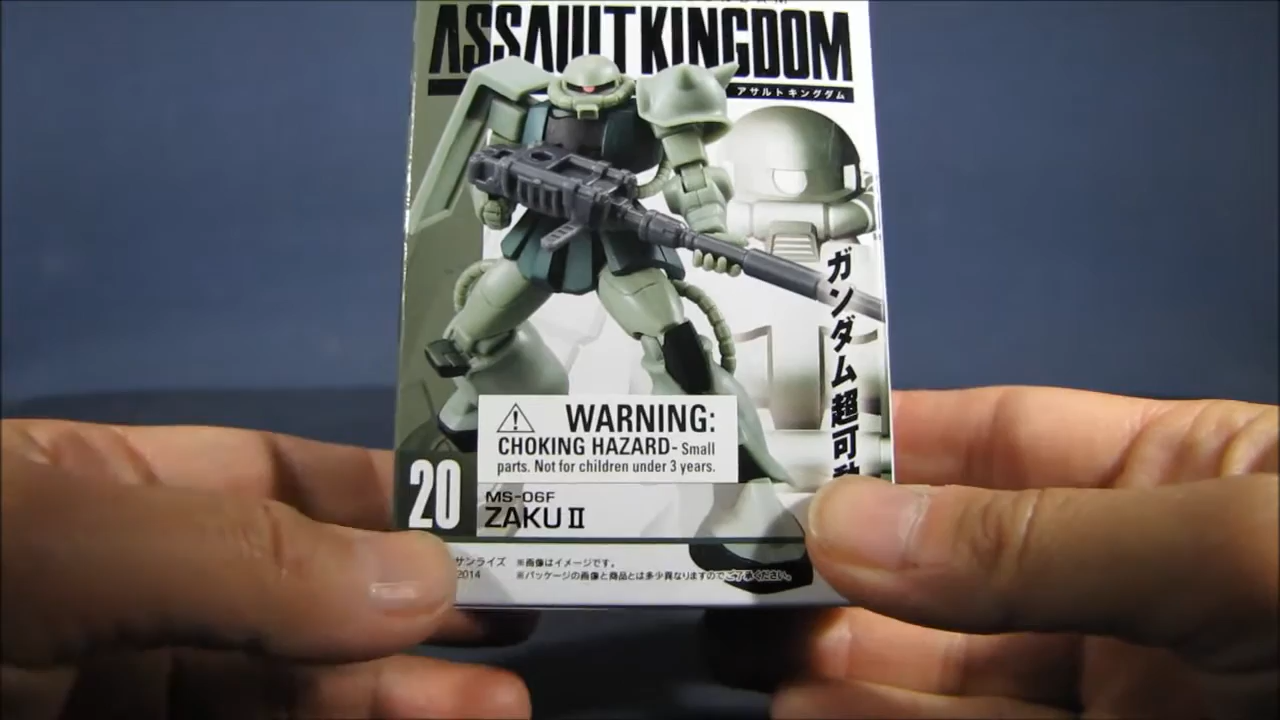 ASSAULT KINGDOM
アサルトキングダム
ガンダム超可動
WARNING:
CHOKING HAZARD- Small
parts. Not for children under 3 years.
20
MS-06F
ZAKU II
サンライズ ※画像はイメージです。
2014 ※パッケージの画像と商品とは多少異なりますのでご了承ください。